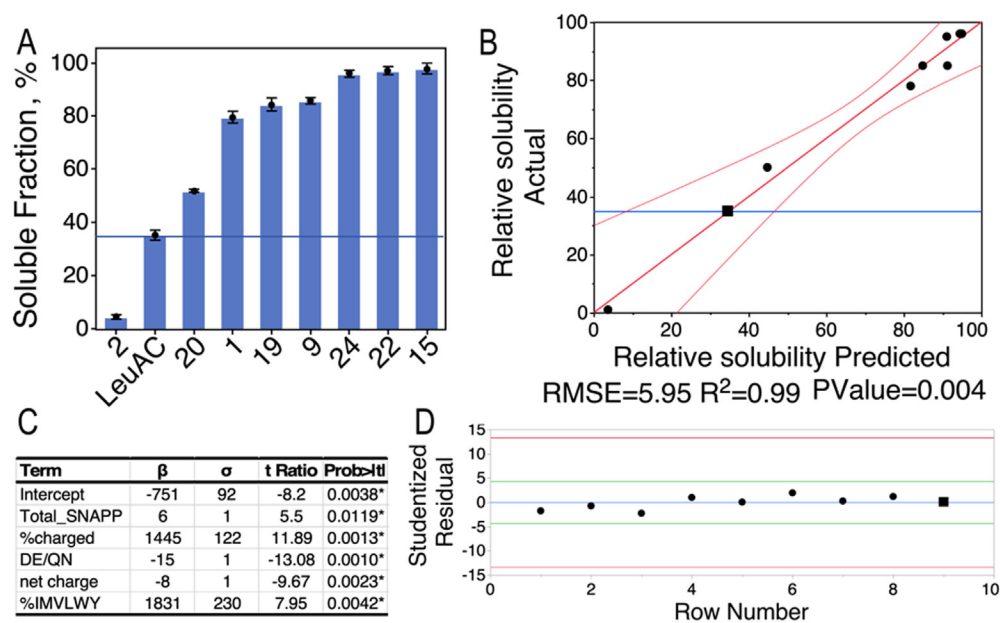 A
Soluble Fraction, %
100
80
60
40
20
0
2
LeuAC
20
1
19
9
24
22
15
B
Relative solubility
Actual
100
80
60
40
20
0
0
20
40
60
80
100
Relative solubility Predicted
RMSE=5.95 R²=0.99 PValue=0.004
C
Term β σ t Ratio Prob>ltl
Intercept -751 92 -8.2 0.0038*
Total_SNAPP 6 1 5.5 0.0119*
%charged 1445 122 11.89 0.0013*
DE/QN -15 1 -13.08 0.0010*
net charge -8 1 -9.67 0.0023*
%IMVLWY 1831 230 7.95 0.0042*
D
Studentized
Residual
15
10
5
0
-5
-10
-15
0
2
4
6
8
10
Row Number